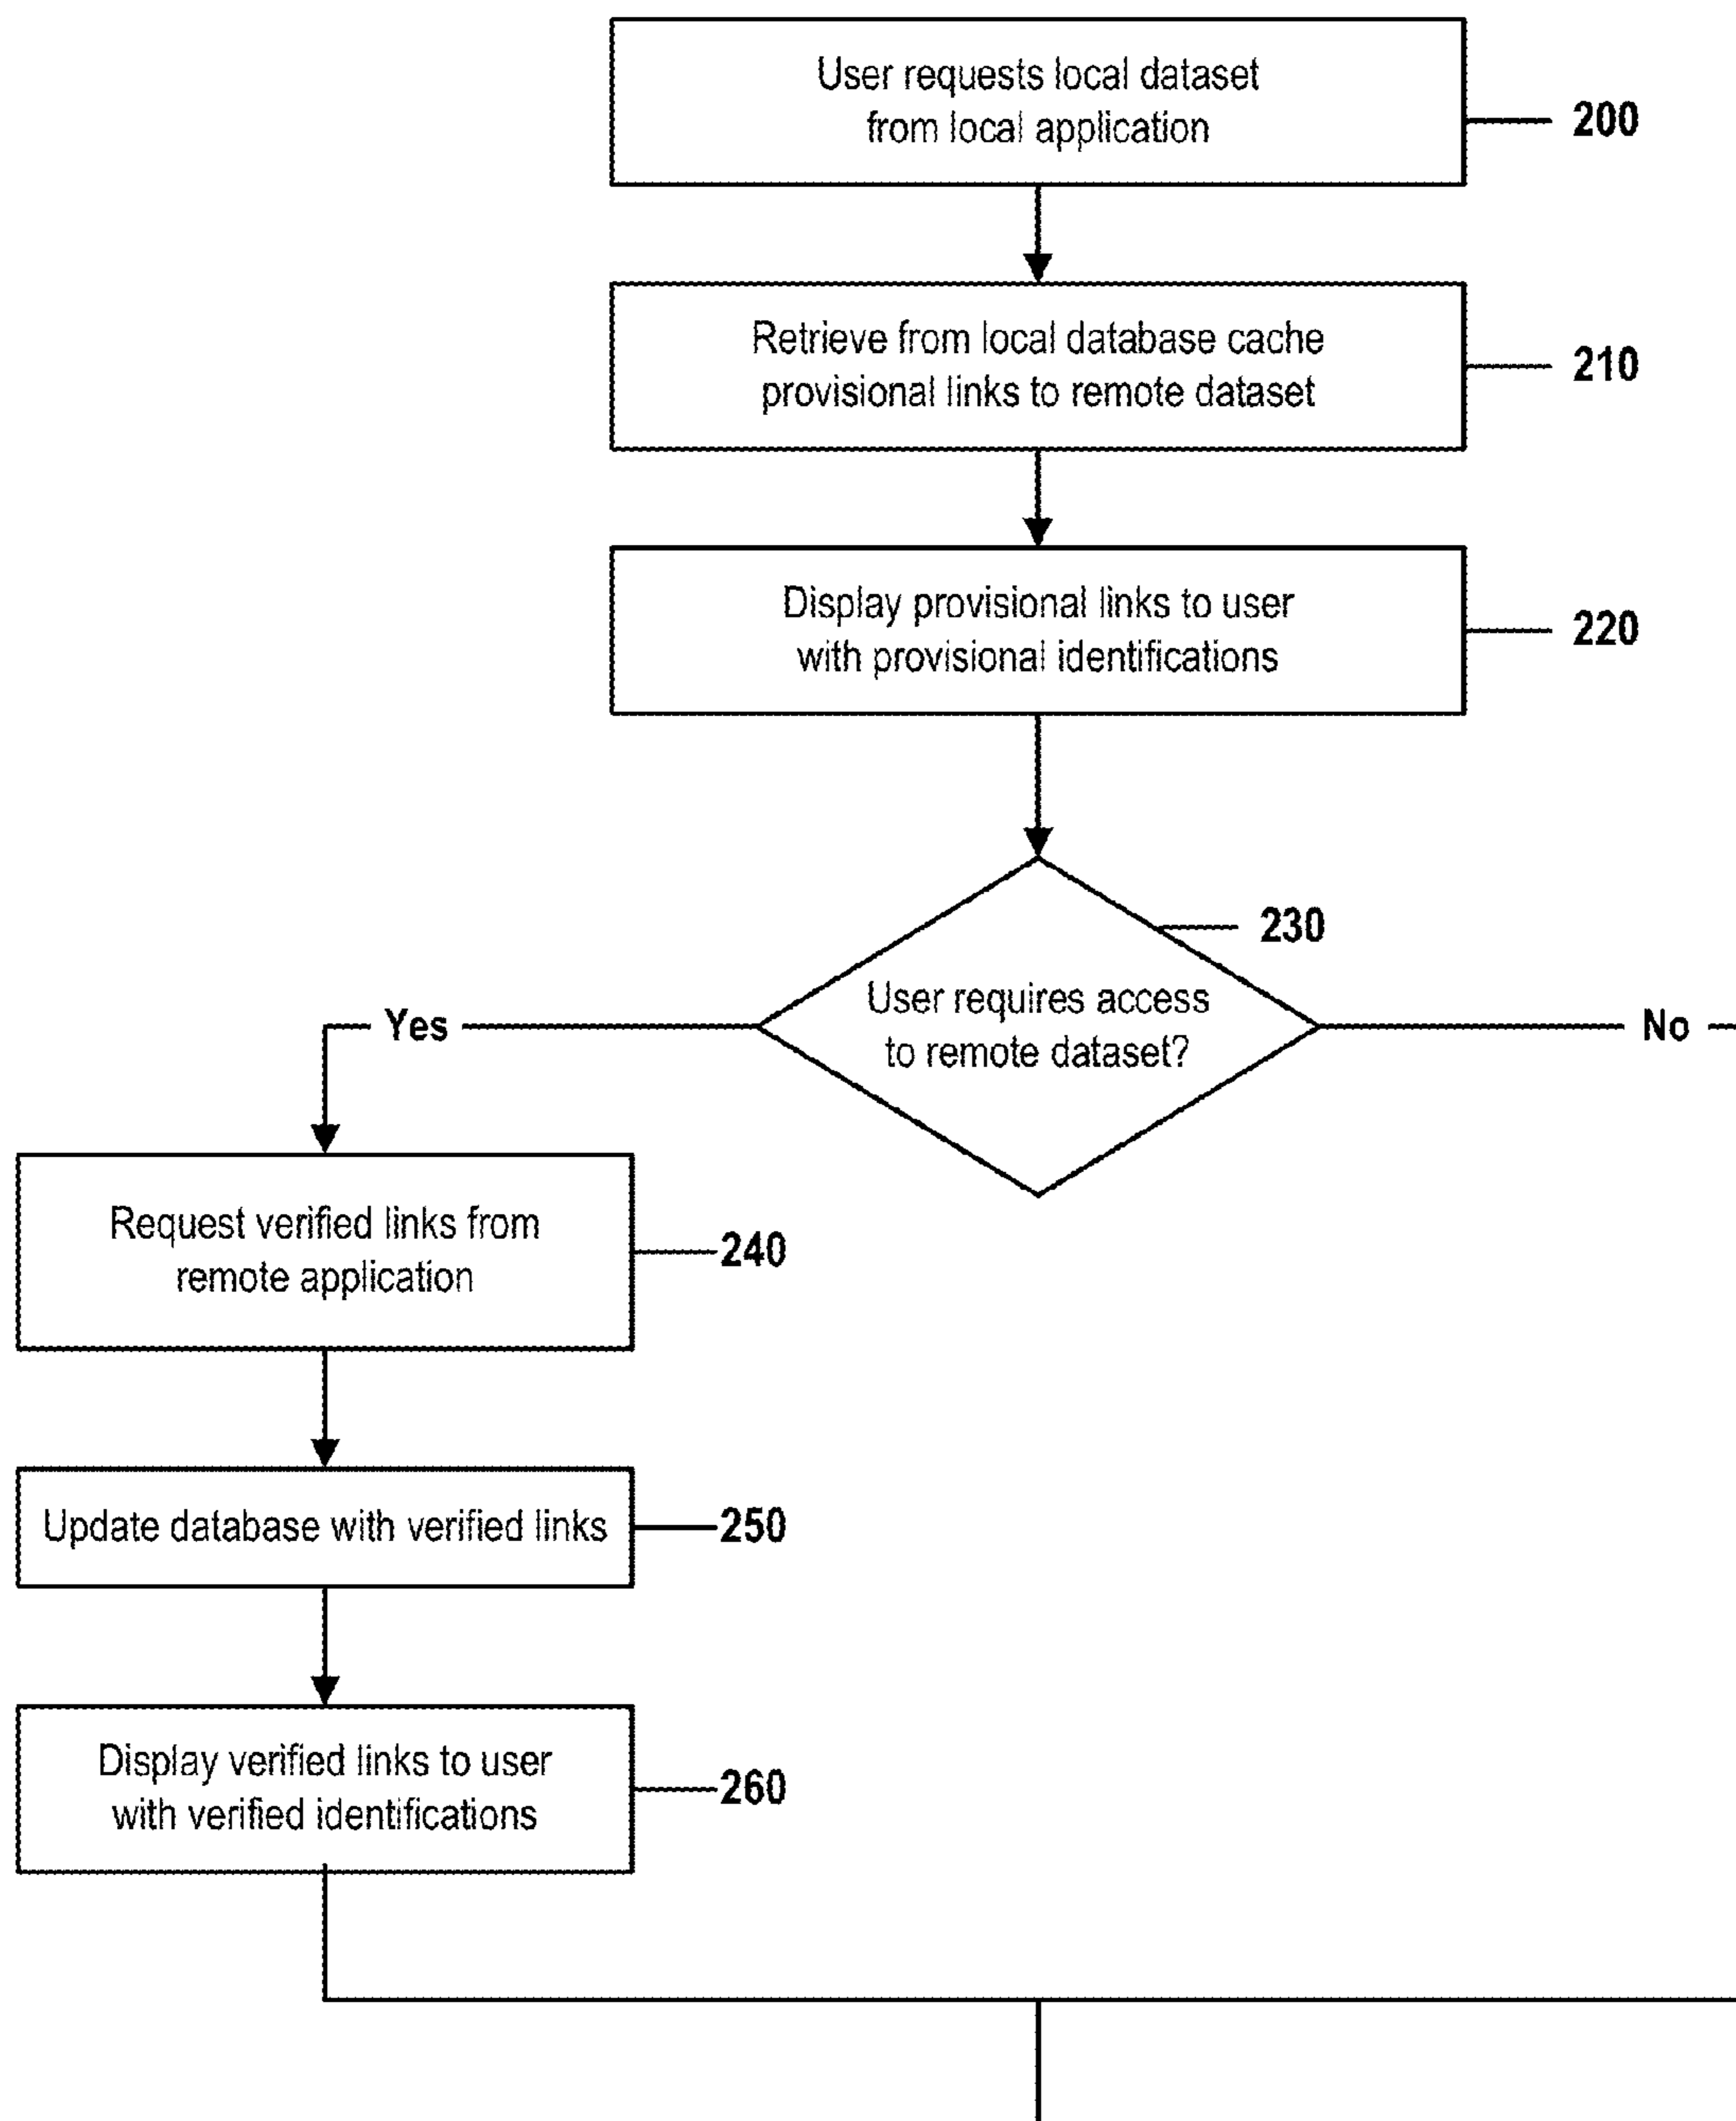 User requests local dataset
from local application
200
Retrieve from local database cache
provisional links to remote dataset
210
Display provisional links to user
with provisional identifications
220
230
User requires access
to remote dataset?
Yes
No
Request verified links from
remote application
240
Update database with verified links
250
Display verified links to user
with verified identifications
260